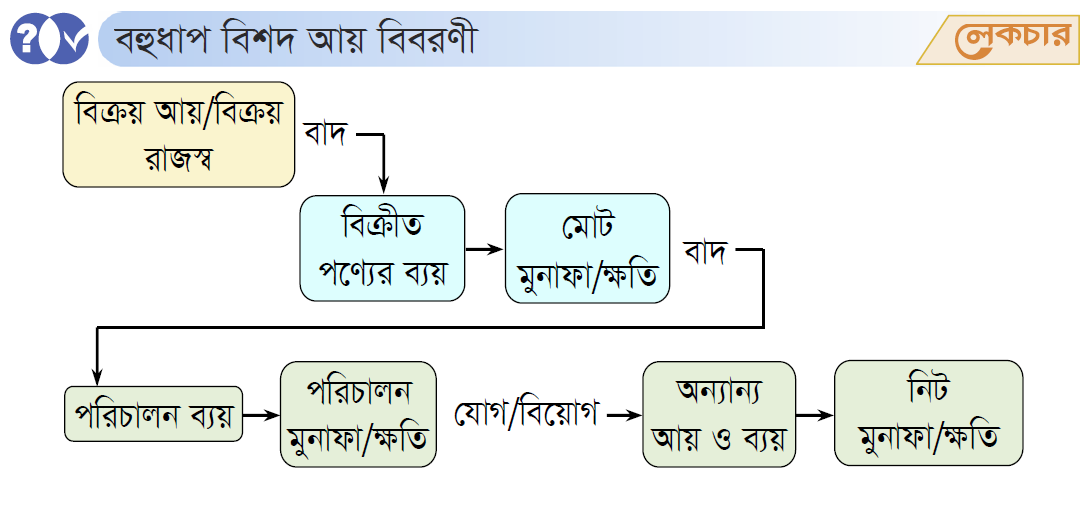 ?
বহুধাপ বিশদ আয় বিবরণী
লেকচার
বিক্রয় আয়/বিক্রয়
রাজস্ব
বাদ
বিক্রীত
পণ্যের ব্যয়
মোট
মুনাফা/ক্ষতি
বাদ
পরিচালন ব্যয়
পরিচালন
মুনাফা/ক্ষতি
যোগ/বিয়োগ
অন্যান্য
আয় ও ব্যয়
নিট
মুনাফা/ক্ষতি